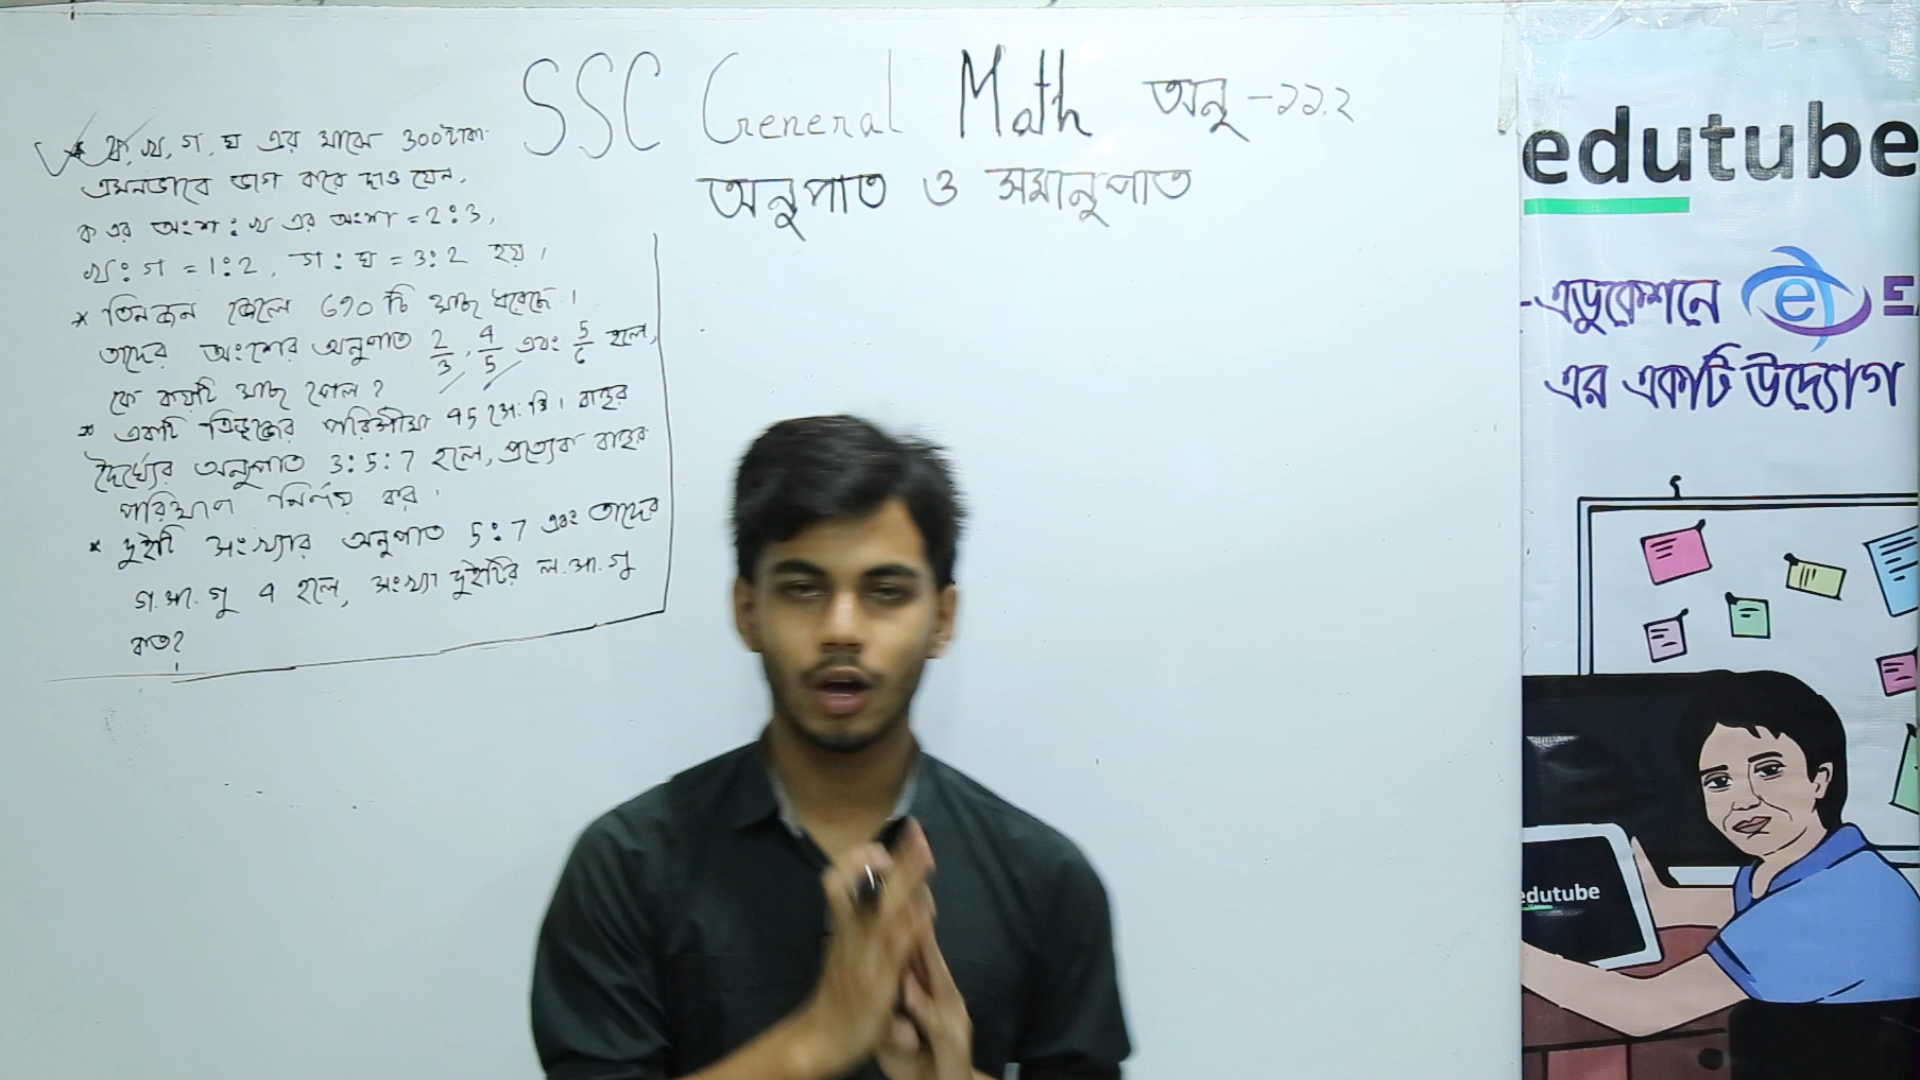 SSC General Math অনু -১১.২
অনুপাত ও সমানুপাত
* ক, খ, গ, ঘ এর মাঝে 300 টাকা
এমনভাবে ভাগ করে দাও যেন,
ক এর অংশ : খ এর অংশ = 2:3,
খ : গ = 1:2, গ : ঘ = 3:2 হয়।
* তিনজন জেলে ৬৯০ টি মাছ ধরেছে।
তাদের অংশের অনুপাত 2/3, 4/5 এবং 5/6 হলে,
কে কয়টি মাছ পেল?
* একটি ত্রিভুজের পরিসীমা 45 সে.মি। বাহুর
দৈর্ঘ্যের অনুপাত 3:5:7 হলে, প্রত্যেক বাহুর
পরিমাণ নির্ণয় কর।
* দুইটি সংখ্যার অনুপাত 5:7 এবং তাদের
গ.সা.গু 4 হলে, সংখ্যা দুইটির ল.সা.গু
কত?
edutube
-এডুকেশনে e
এর একটি উদ্যোগ
edutube